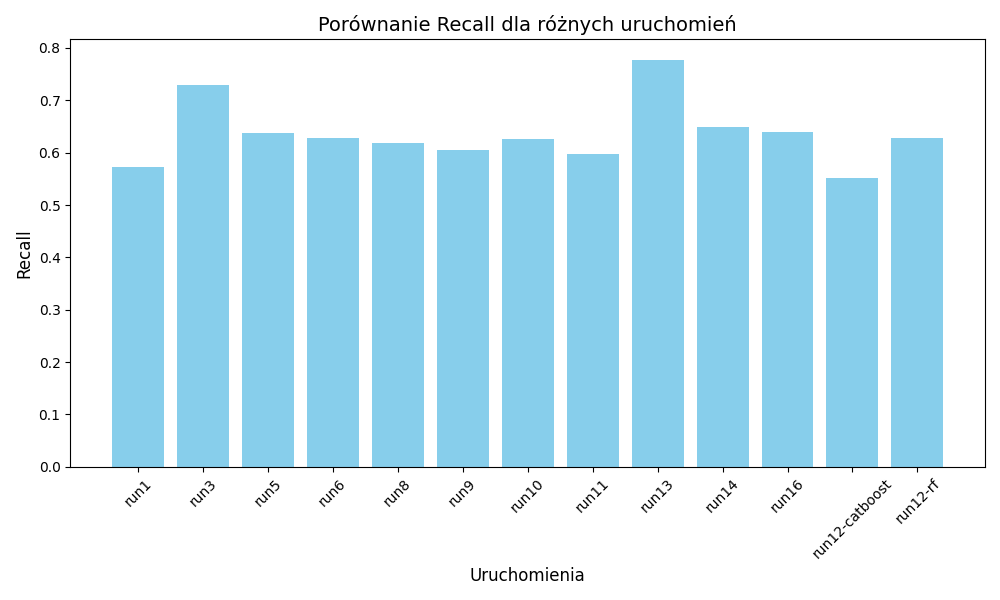 Porównanie Recall dla różnych uruchomień
Recall
0.8
0.7
0.6
0.5
0.4
0.3
0.2
0.1
0.0
run1
run3
run5
run6
run8
run9
run10
run11
run13
run14
run16
run12-catboost
run12-rf
Uruchomienia